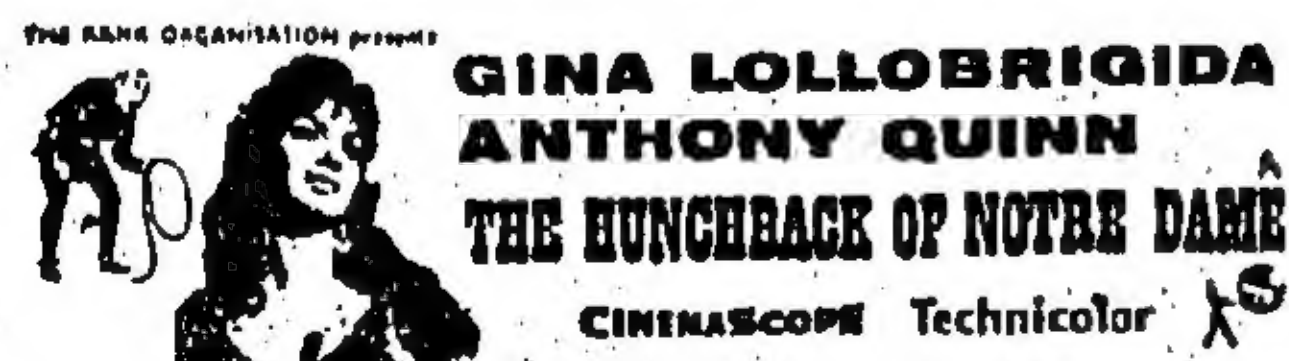 THE RANK ORGANISATION presents
GINA LOLLOBRIGIDA
ANTHONY QUINN
THE HUNCHBACK OF NOTRE DAME
CINEMASCOPE Technicolor